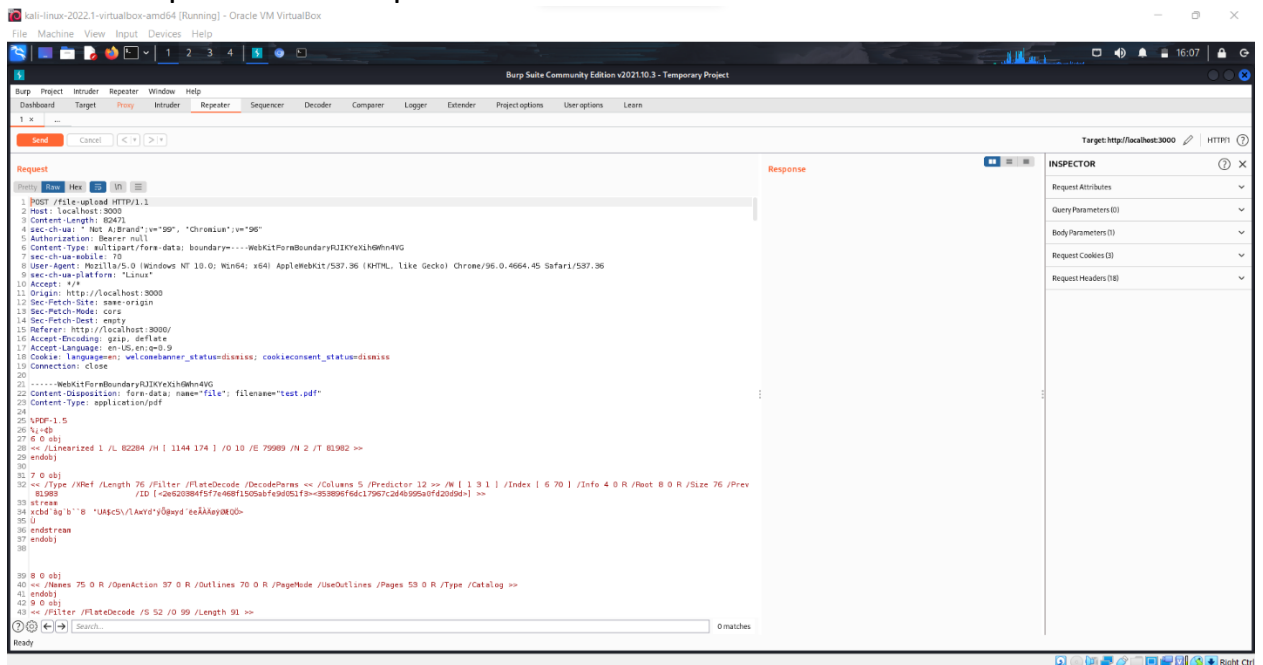 kali-linux-2022.1-virtualbox-amd64 [Running] - Oracle VM VirtualBox
File Machine View Input Devices Help
1 2 3 4
16:07
Burp Suite Community Edition v2021.10.3 - Temporary Project
Burp Project Intruder Repeater Window Help
Dashboard Target Proxy Intruder Repeater Sequencer Decoder Comparer Logger Extender Project options User options Learn
1 × ...
Send Cancel < >
Target: http://localhost:3000 HTTP/1
Request
Response
INSPECTOR
Pretty Raw Hex \n
Request Attributes
Query Parameters (0)
Body Parameters (1)
Request Cookies (3)
Request Headers (18)
1 POST /file-upload HTTP/1.1
2 Host: localhost:3000
3 Content-Length: 82471
4 sec-ch-ua: " Not A;Brand";v="99", "Chromium";v="96"
5 Authorization: Bearer null
6 Content-Type: multipart/form-data; boundary=----WebKitFormBoundaryRJIKYeXih6Whn4VG
7 sec-ch-ua-mobile: ?0
8 User-Agent: Mozilla/5.0 (Windows NT 10.0; Win64; x64) AppleWebKit/537.36 (KHTML, like Gecko) Chrome/96.0.4664.45 Safari/537.36
9 sec-ch-ua-platform: "Linux"
10 Accept: */*
11 Origin: http://localhost:3000
12 Sec-Fetch-Site: same-origin
13 Sec-Fetch-Mode: cors
14 Sec-Fetch-Dest: empty
15 Referer: http://localhost:3000/
16 Accept-Encoding: gzip, deflate
17 Accept-Language: en-US,en;q=0.9
18 Cookie: language=en; welcomebanner_status=dismiss; cookieconsent_status=dismiss
19 Connection: close
20
21 ------WebKitFormBoundaryRJIKYeXih6Whn4VG
22 Content-Disposition: form-data; name="file"; filename="test.pdf"
23 Content-Type: application/pdf
24
25 %PDF-1.5
26
27 6 0 obj
28 << /Linearized 1 /L 82284 /H [ 1144 174 ] /O 10 /E 79989 /N 2 /T 81982 >>
29 endobj
30
31 7 0 obj
32 << /Type /XRef /Length 76 /Filter /FlateDecode /DecodeParms << /Columns 5 /Predictor 12 >> /W [ 1 3 1 ] /Index [ 6 70 ] /Info 4 0 R /Root 8 0 R /Size 76 /Prev
81983 /ID [<2e620384f5f7e468f1505abfe9d051f3><353896f6dc17967c2d4b995a0fd20d9d>] >>
33 stream
34
35
36 endstream
37 endobj
38
39 8 0 obj
40 << /Names 75 0 R /OpenAction 37 0 R /Outlines 70 0 R /PageMode /UseOutlines /Pages 53 0 R /Type /Catalog >>
41 endobj
42 9 0 obj
43 << /Filter /FlateDecode /S 52 /O 99 /Length 91 >>
Search...
0 matches
Ready
Right Ctrl